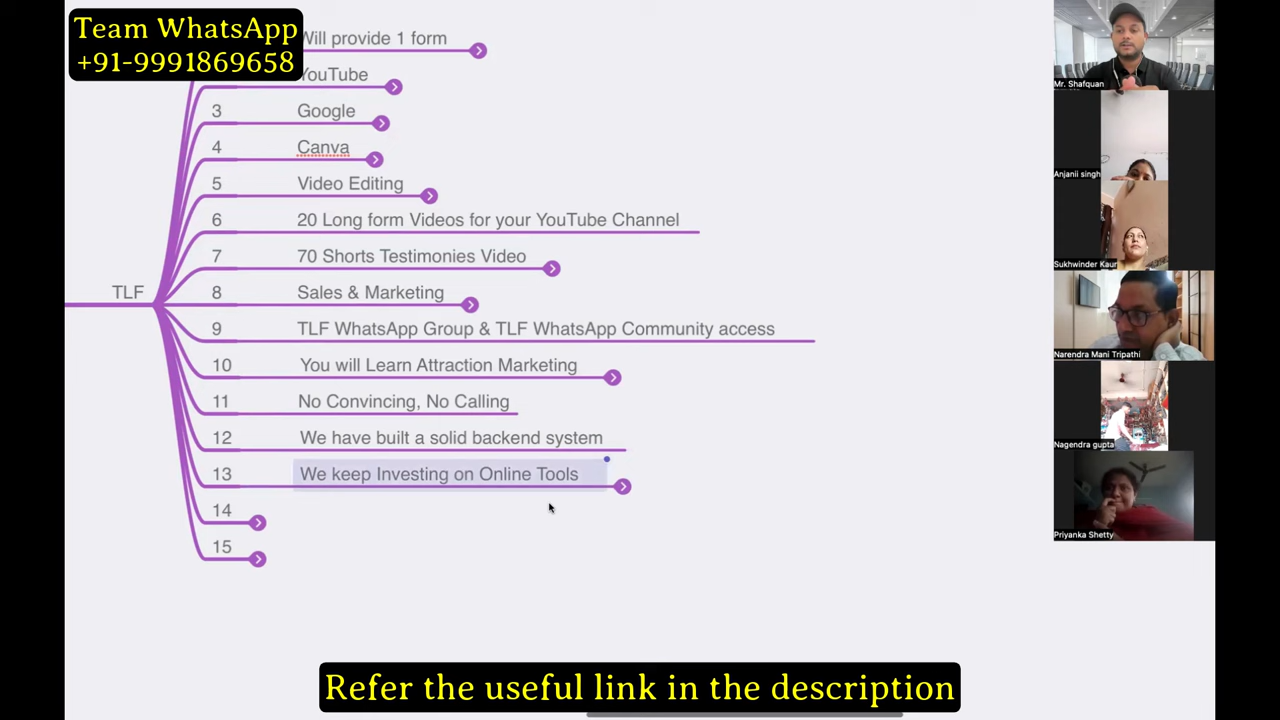 Team WhatsApp
+91-9991869658
Will provide 1 form
YouTube
3 Google
4 Canva
5 Video Editing
6 20 Long form Videos for your YouTube Channel
7 70 Shorts Testimonies Video
8 Sales & Marketing
TLF
9 TLF WhatsApp Group & TLF WhatsApp Community access
10 You will Learn Attraction Marketing
11 No Convincing, No Calling
12 We have built a solid backend system
13 We keep Investing on Online Tools
14
15
Mr. Shafquan
Anjanii singh
Sukhwinder Kaur
Narendra Mani Tripathi
Nagendra gupta
Priyanka Shetty
Refer the useful link in the description